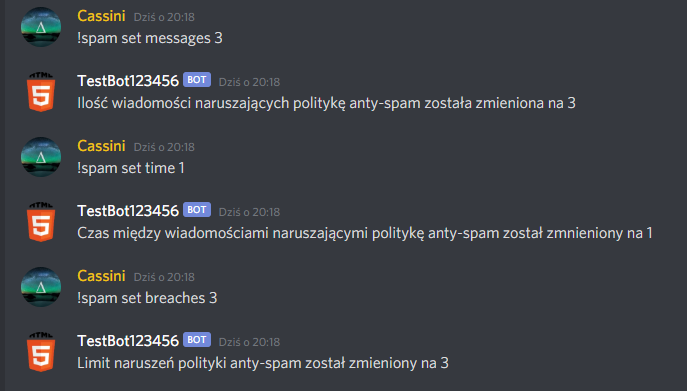 Cassini Dziś o 20:18
!spam set messages 3
TestBot123456 BOT Dziś o 20:18
Ilość wiadomości naruszających politykę anty-spam została zmieniona na 3
Cassini Dziś o 20:18
!spam set time 1
TestBot123456 BOT Dziś o 20:18
Czas między wiadomościami naruszającymi politykę anty-spam został zmnieniony na 1
Cassini Dziś o 20:18
!spam set breaches 3
TestBot123456 BOT Dziś o 20:18
Limit naruszeń polityki anty-spam został zmieniony na 3